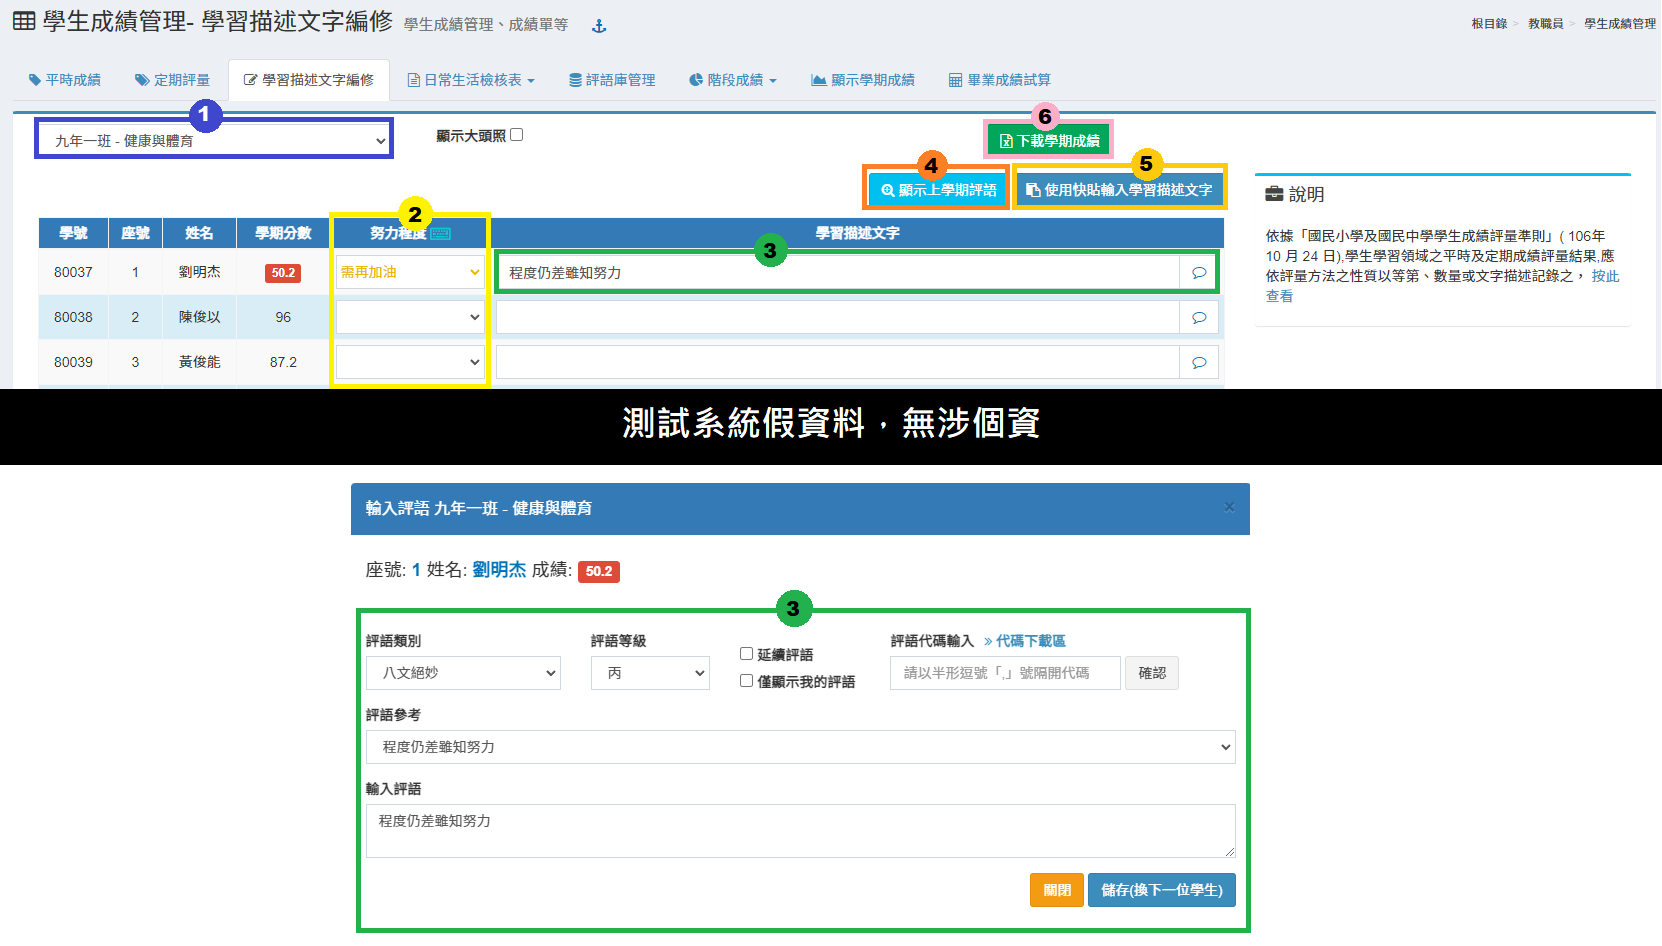 學生成績管理- 學習描述文字編修 學生成績管理、成績單等
根目錄 > 教職員 > 學生成績管理
平時成績 定期評量 學習描述文字編修 日常生活檢核表 評語庫管理 階段成績 顯示學期成績 畢業成績試算
1
九年一班 - 健康與體育
顯示大頭照
6
下載學期成績
4
顯示上學期評語
5
使用快貼輸入學習描述文字
說明
依據「國民小學及國民中學學生成績評量準則」( 106年
10 月 24 日),學生學習領域之平時及定期成績評量結果,應
依評量方法之性質以等第、數量或文字描述記錄之， 按此
查看
2
3
學號 座號 姓名 學期分數 努力程度 學習描述文字
80037 1 劉明杰 50.2 需再加油 程度仍差雖知努力
80038 2 陳俊以 96
80039 3 黃俊能 87.2
測試系統假資料，無涉個資
輸入評語 九年一班 - 健康與體育 ×
座號: 1 姓名: 劉明杰 成績: 50.2
3
評語類別 評語等級 評語代碼輸入 » 代碼下載區
八文絕妙 丙 延續評語 請以半形逗號「,」號隔開代碼 確認
僅顯示我的評語
評語參考
程度仍差雖知努力
輸入評語
程度仍差雖知努力
關閉 儲存(換下一位學生)